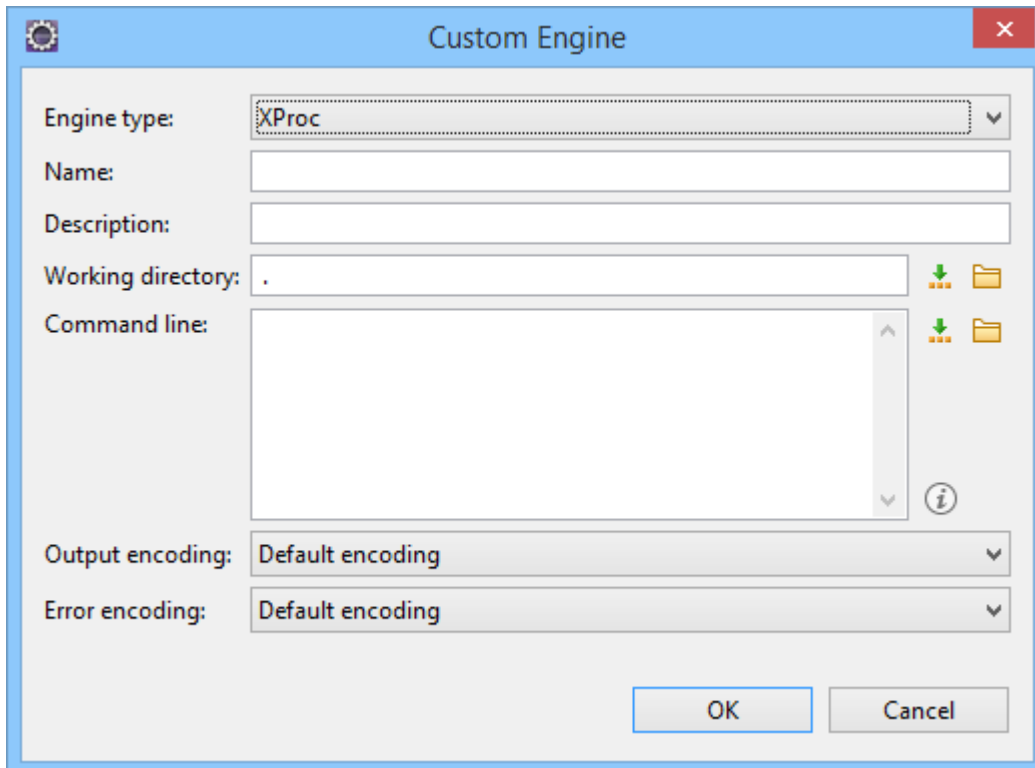 Custom Engine
Engine type: XProc
Name:
Description:
Working directory: .
Command line:
Output encoding: Default encoding
Error encoding: Default encoding
OK Cancel